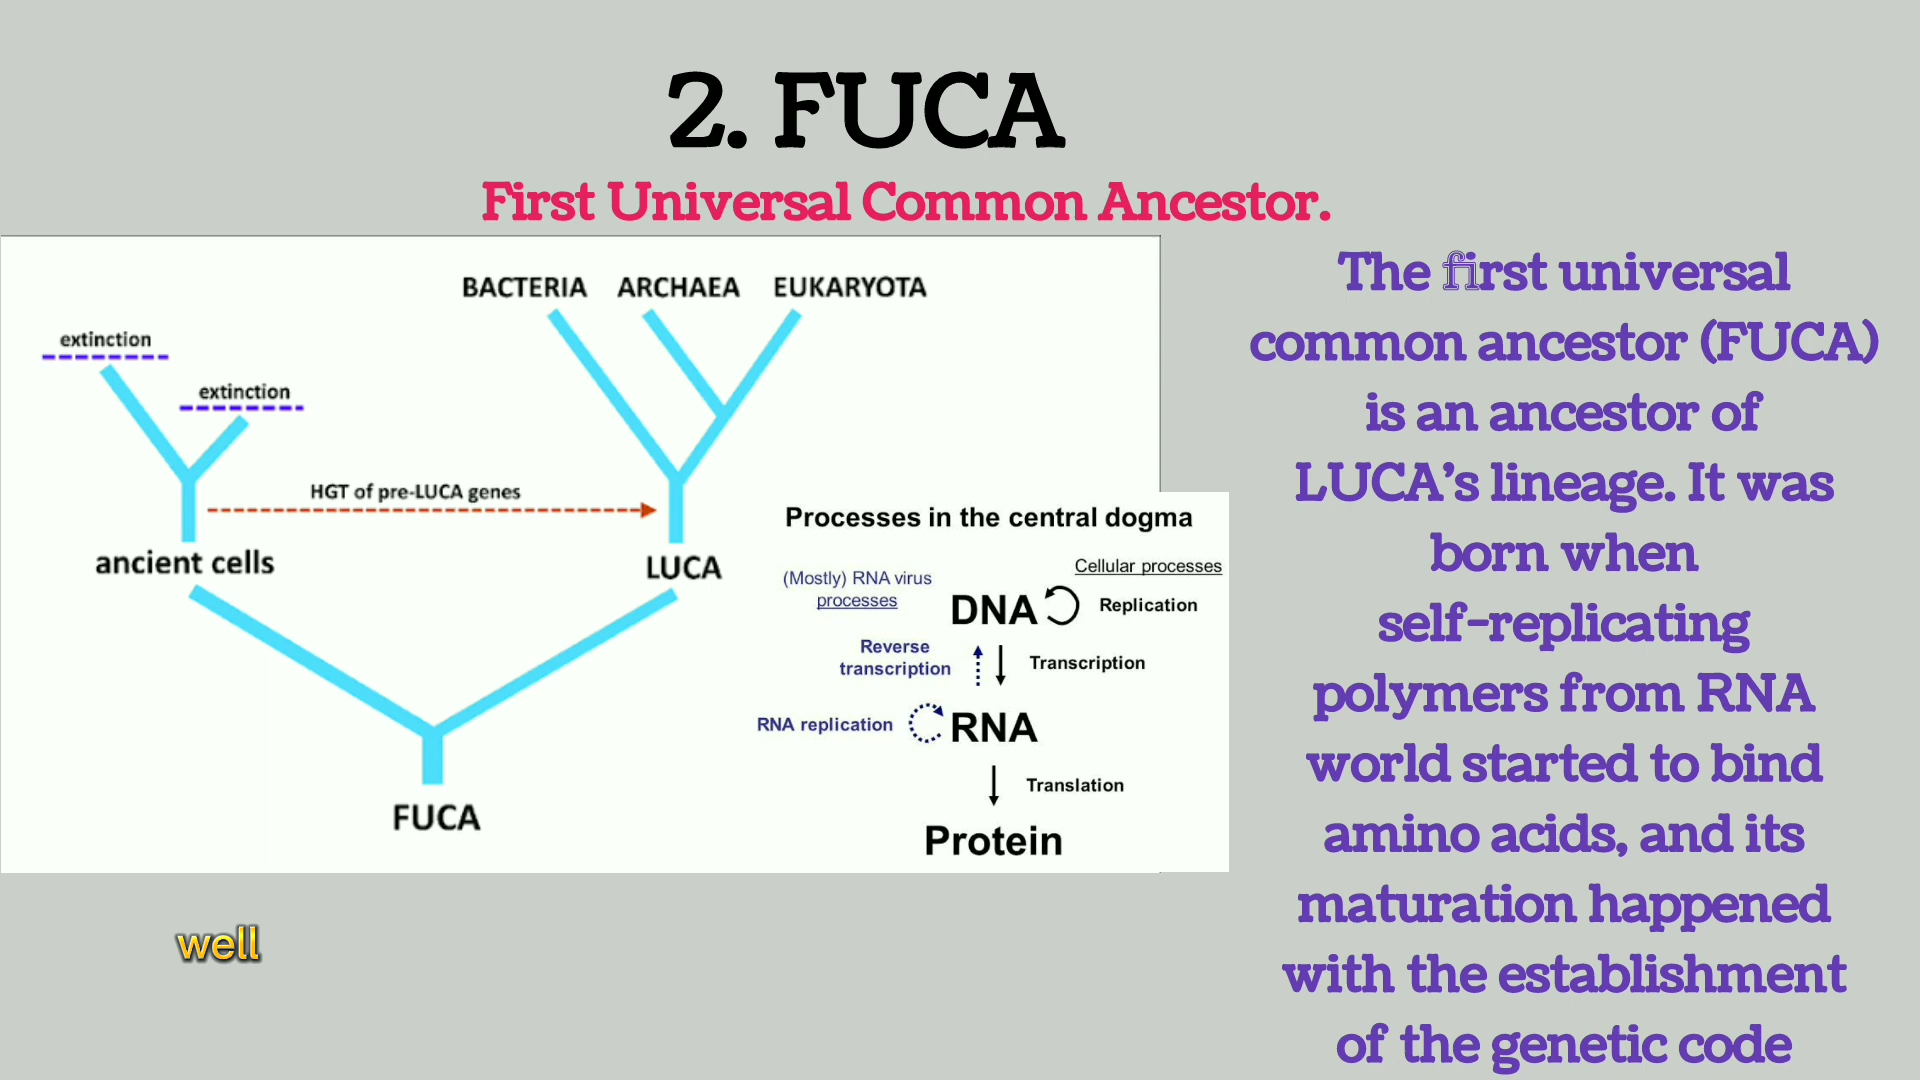 2. FUCA
First Universal Common Ancestor.
BACTERIA ARCHAEA EUKARYOTA
extinction
extinction
HGT of pre-LUCA genes
ancient cells
LUCA
FUCA
Processes in the central dogma
Cellular processes
(Mostly) RNA virus
processes
DNA
Replication
Reverse
transcription
Transcription
RNA replication
RNA
Translation
Protein
The first universal
common ancestor (FUCA)
is an ancestor of
LUCA's lineage. It was
born when
self-replicating
polymers from RNA
world started to bind
amino acids, and its
maturation happened
with the establishment
of the genetic code
well